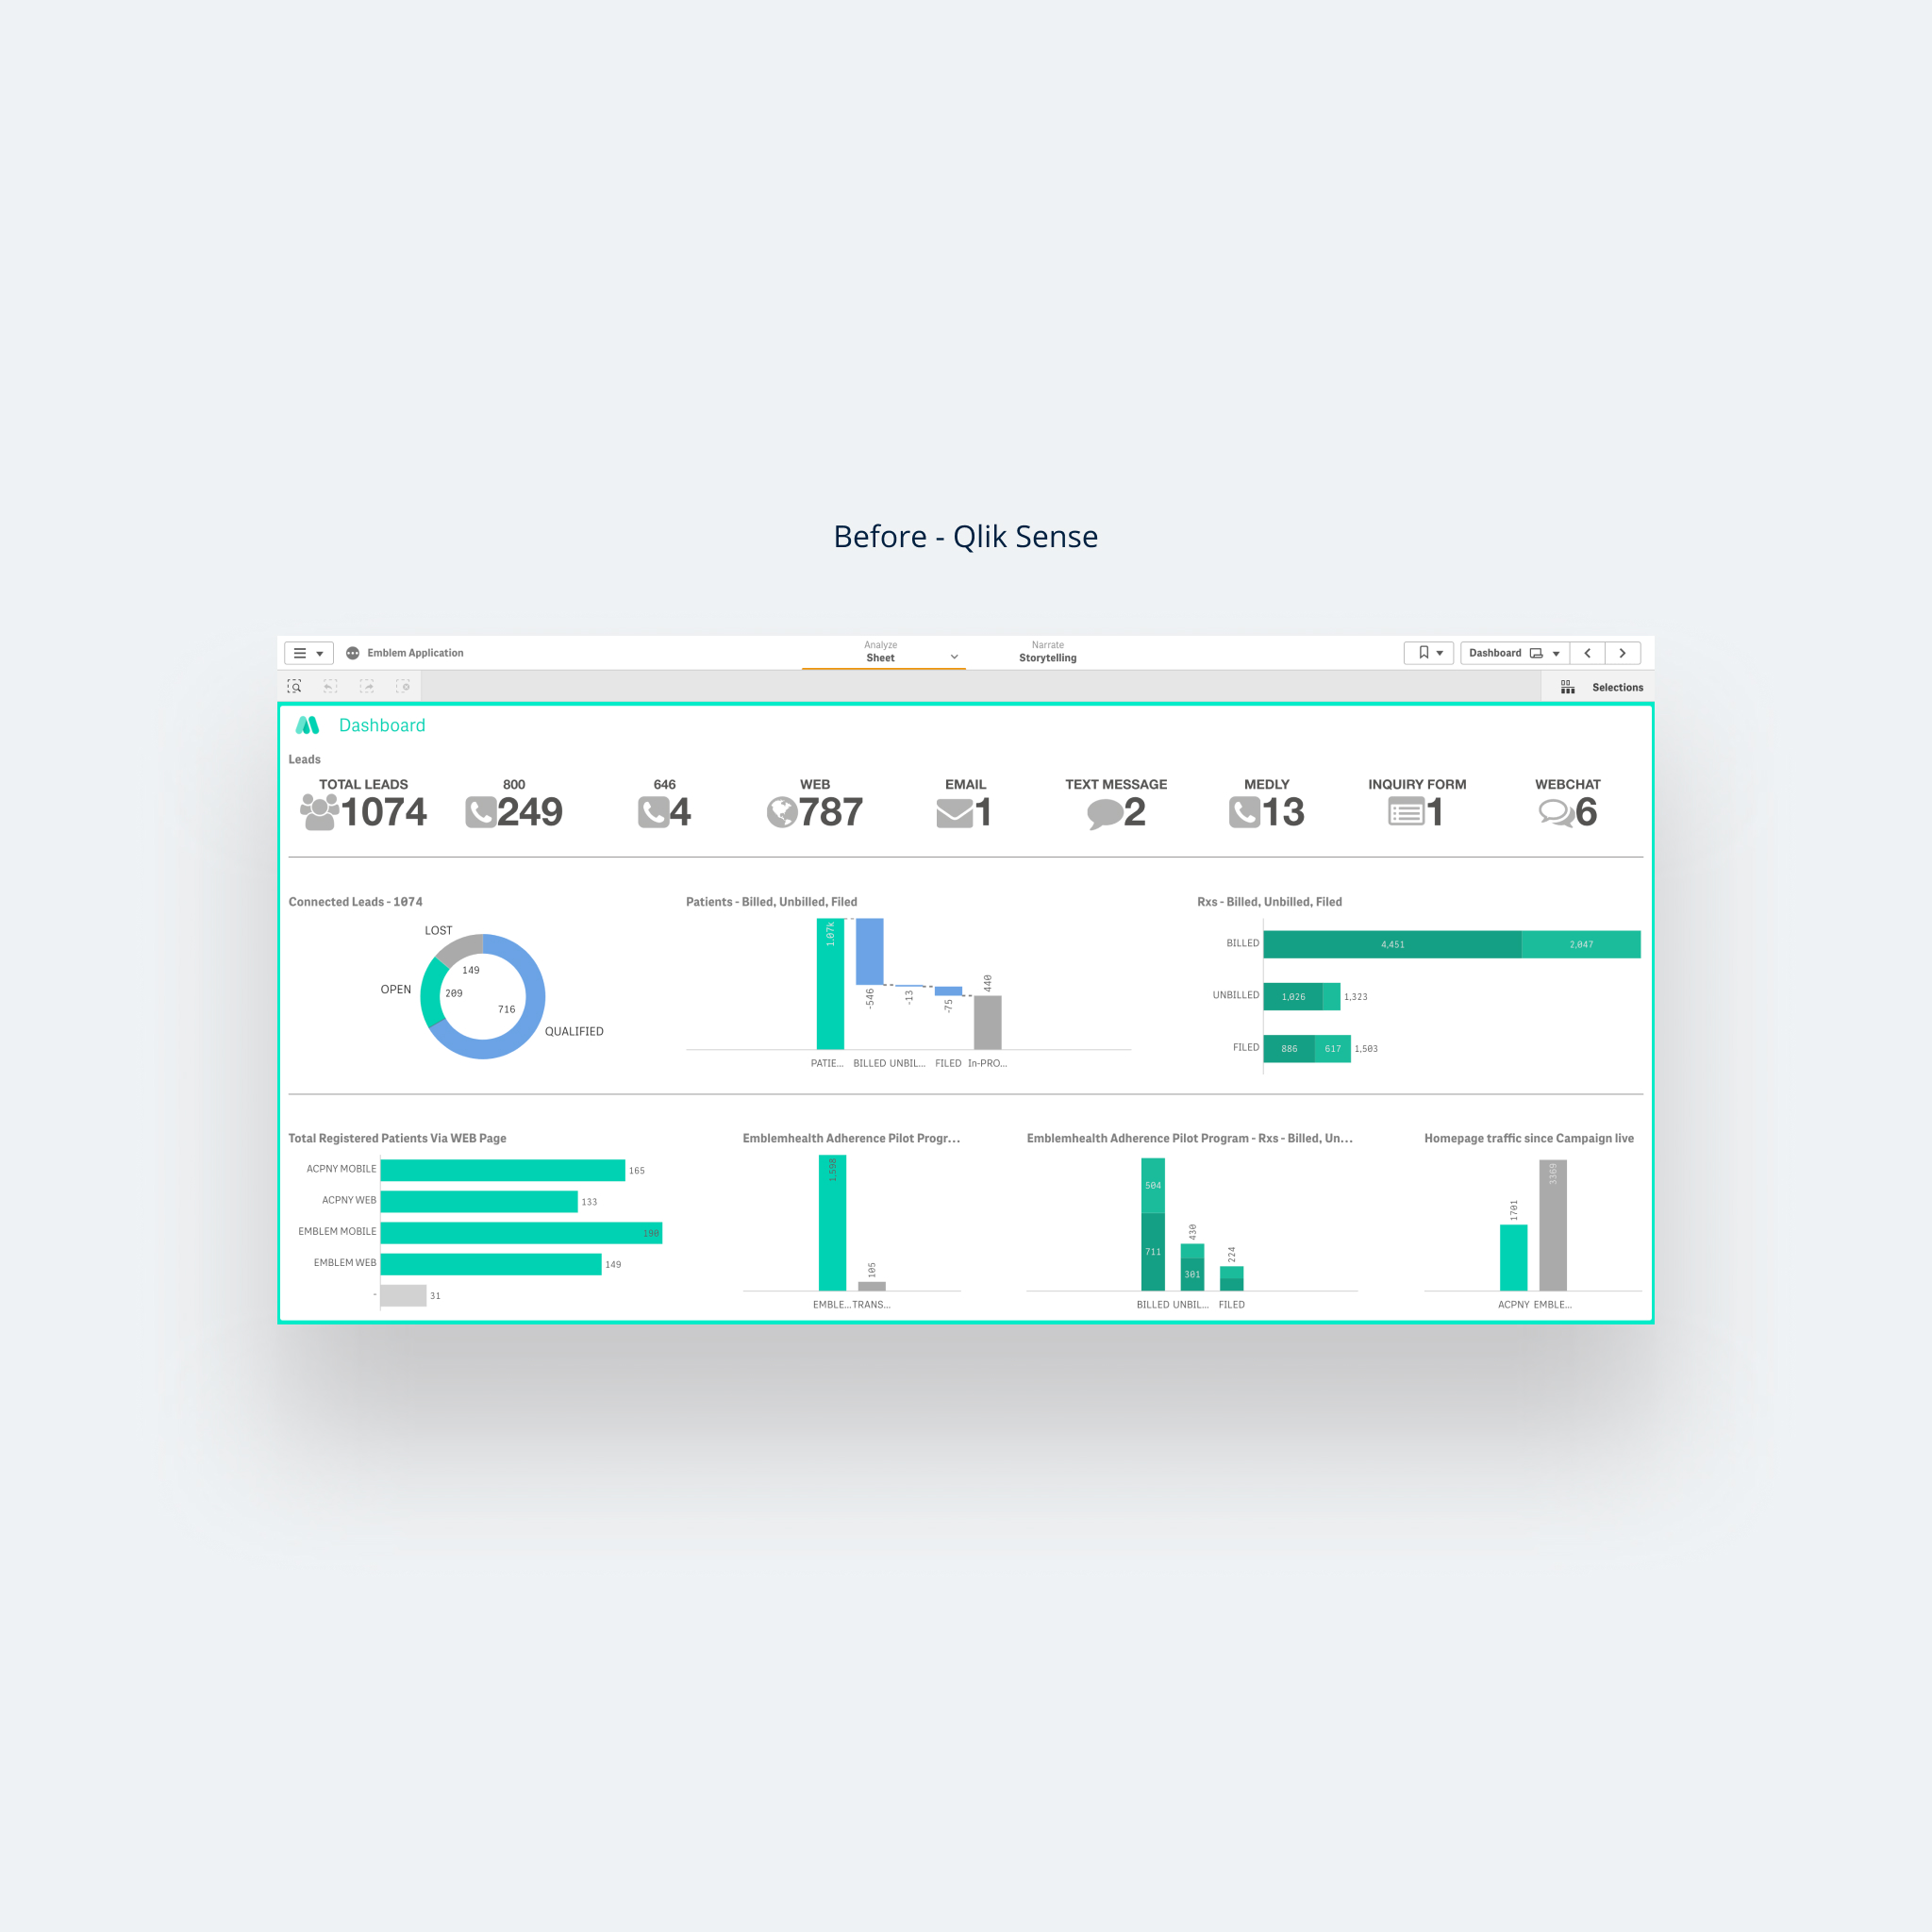 Before - Qlik Sense
Emblem Application
Analyze
Sheet
Narrate
Storytelling
Dashboard
Selections
Dashboard
Leads
TOTAL LEADS
1074
800
249
646
4
WEB
787
EMAIL
1
TEXT MESSAGE
2
MEDLY
13
INQUIRY FORM
1
WEBCHAT
6
Connected Leads - 1074
LOST
149
OPEN
209
716
QUALIFIED
Patients - Billed, Unbilled, Filed
1.07k
-546
-13
-75
440
PATIE...
BILLED
UNBIL...
FILED
In-PRO...
Rxs - Billed, Unbilled, Filed
BILLED
4,451
2,047
UNBILLED
1,026
1,323
FILED
886
617
1,503
Total Registered Patients Via WEB Page
ACPNY MOBILE
165
ACPNY WEB
133
EMBLEM MOBILE
190
EMBLEM WEB
149
-
31
Emblemhealth Adherence Pilot Progr...
1,598
105
EMBLE...
TRANS...
Emblemhealth Adherence Pilot Program - Rxs - Billed, Un...
504
711
430
301
224
BILLED
UNBIL...
FILED
Homepage traffic since Campaign live
1701
3369
ACPNY
EMBLE...